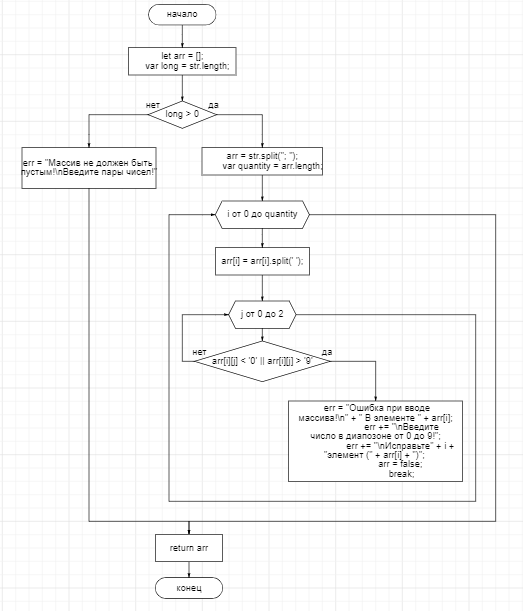 начало
let arr = [];
var long = str.length;
нет
да
long > 0
err = "Массив не должен быть
пустым!\nВведите пары чисел!"
arr = str.split("; ");
var quantity = arr.length;
i от 0 до quantity
arr[i] = arr[i].split(' ');
j от 0 до 2
нет
да
arr[i][j] < '0' || arr[i][j] > '9'
err = "Ошибка при вводе
массива!\n" + " В элементе " + arr[i];
err += "\nВведите
число в диапозоне от 0 до 9!";
err += "\nИсправьте" + i +
"элемент (" + arr[i] + ")";
arr = false;
break;
return arr
конец